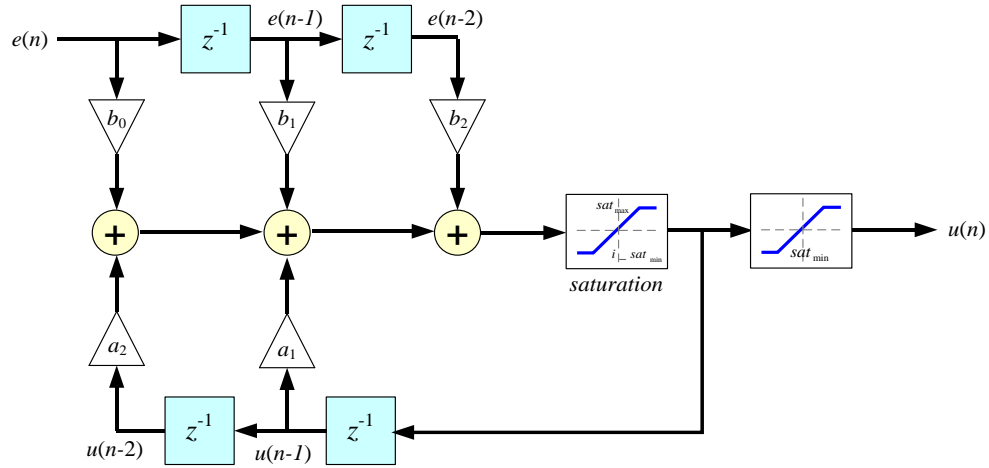 e(n)
z⁻¹
e(n-1)
z⁻¹
e(n-2)
b₀
b₁
b₂
+
+
+
sat max
i_ sat min
saturation
sat min
u(n)
a₂
a₁
u(n-2)
z⁻¹
u(n-1)
z⁻¹